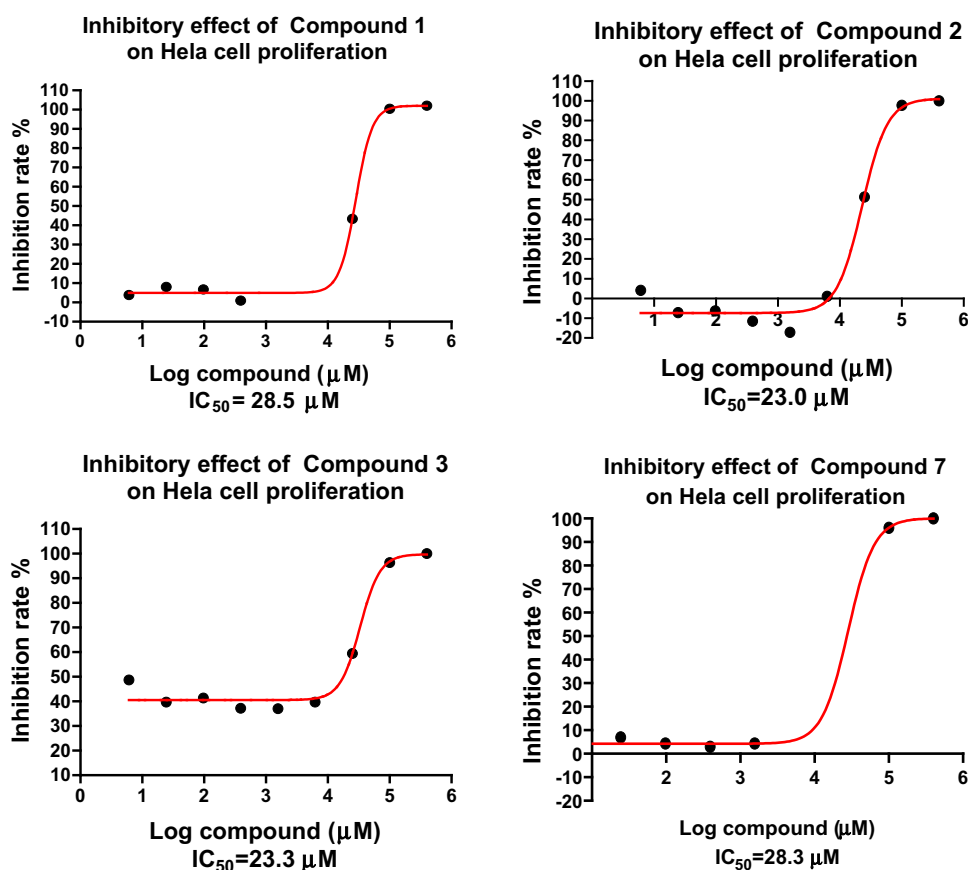 Inhibitory effect of Compound 1
on Hela cell proliferation
Inhibition rate %
110
100
90
80
70
60
50
40
30
20
10
0
-10
0 1 2 3 4 5 6
Log compound (μM)
IC50= 28.5 μM
Inhibitory effect of Compound 2
on Hela cell proliferation
Inhibition rate %
110
100
90
80
70
60
50
40
30
20
10
0
-10
-20
1 2 3 4 5 6
Log compound (μM)
IC50=23.0 μM
Inhibitory effect of Compound 3
on Hela cell proliferation
Inhibition rate %
110
100
90
80
70
60
50
40
30
20
10
0 1 2 3 4 5 6
Log compound (μM)
IC50=23.3 μM
Inhibitory effect of Compound 7
on Hela cell proliferation
Inhibition rate %
100
90
80
70
60
50
40
30
20
10
0
-10
-20
2 3 4 5 6
Log compound (μM)
IC50=28.3 μM